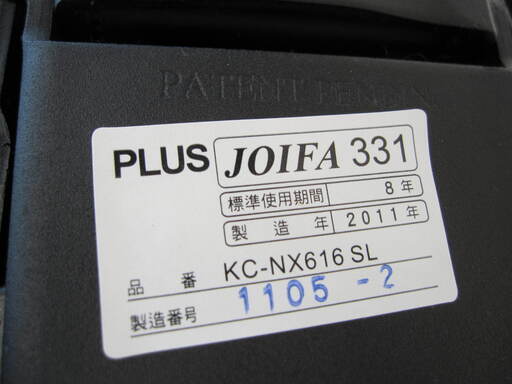 PATENT PENDIN
PLUS JOIFA 331
標準使用期間 8年
製造年 2011年
品番 KC-NX616 SL
製造番号 1105 -2